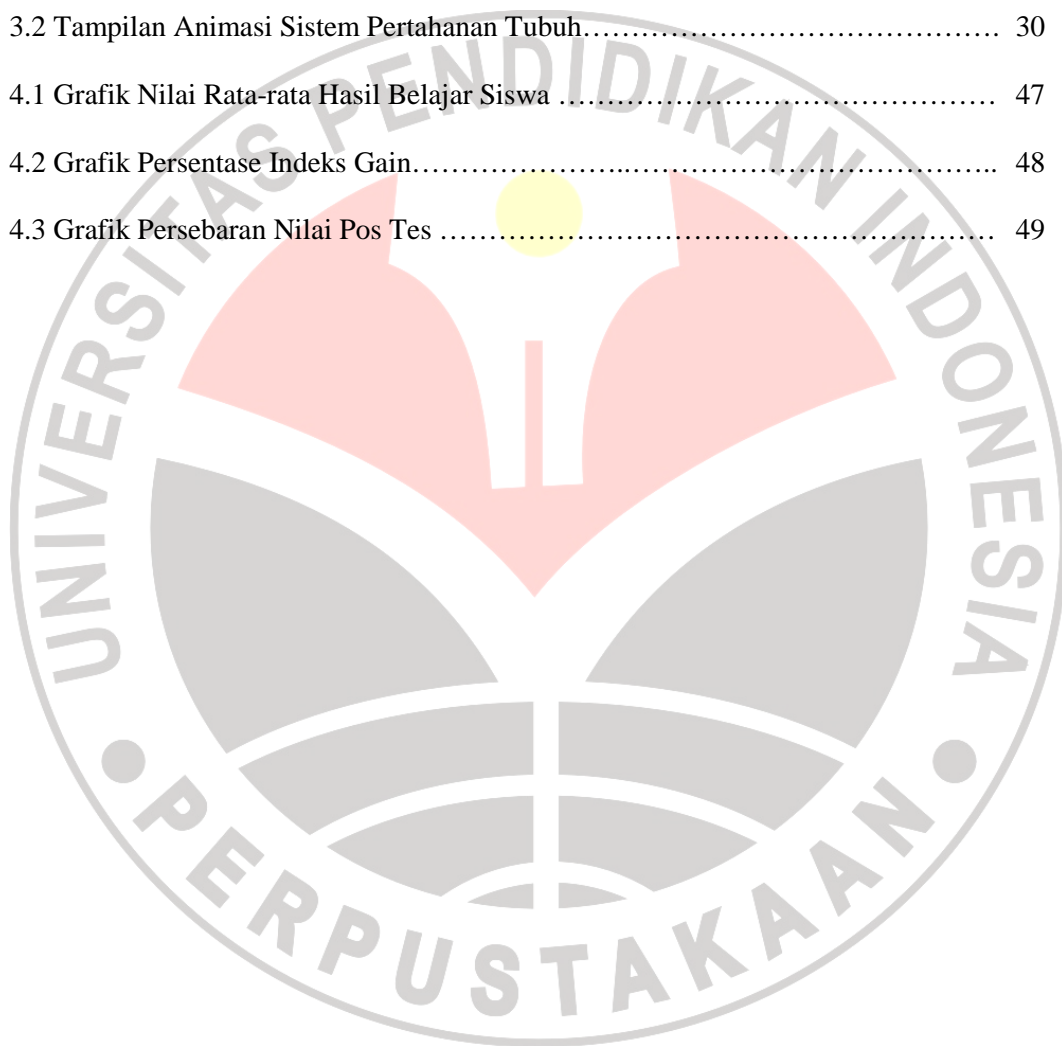 3.2 Tampilan Animasi Sistem Pertahanan Tubuh……………………………………. 30
4.1 Grafik Nilai Rata-rata Hasil Belajar Siswa ……………………………………… 47
4.2 Grafik Persentase Indeks Gain…………………..……………………………….. 48
4.3 Grafik Persebaran Nilai Pos Tes ………………………………………………… 49
UNIVERSITAS PENDIDIKAN INDONESIA
PERPUSTAKAAN